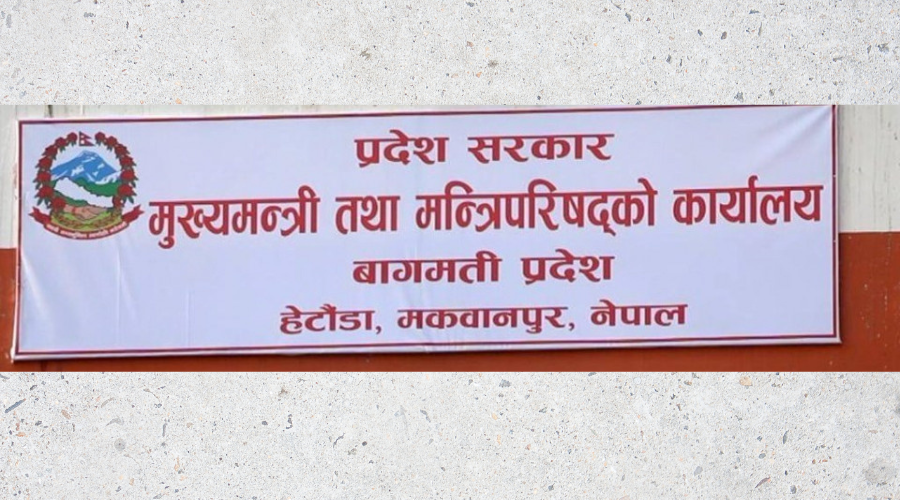 प्रदेश सरकार
मुख्यमन्त्री तथा मन्त्रिपरिषद्को कार्यालय
बागमती प्रदेश
हेटौंडा, मकवानपुर, नेपाल